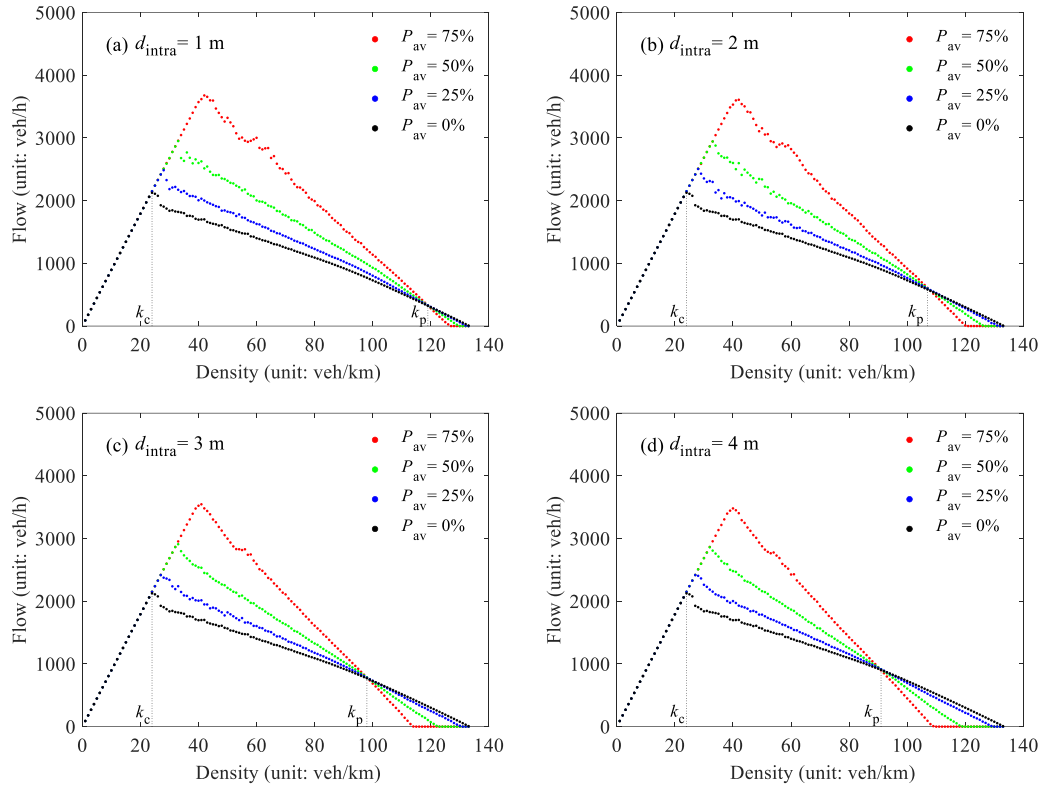 (a) d_intra = 1 m
P_av = 75%
P_av = 50%
P_av = 25%
P_av = 0%
5000
4000
3000
2000
1000
0
Flow (unit: veh/h)
k_c
k_p
0 20 40 60 80 100 120 140
Density (unit: veh/km)
(b) d_intra = 2 m
P_av = 75%
P_av = 50%
P_av = 25%
P_av = 0%
5000
4000
3000
2000
1000
0
Flow (unit: veh/h)
k_c
k_p
0 20 40 60 80 100 120 140
Density (unit: veh/km)
(c) d_intra = 3 m
P_av = 75%
P_av = 50%
P_av = 25%
P_av = 0%
5000
4000
3000
2000
1000
0
Flow (unit: veh/h)
k_c
k_p
0 20 40 60 80 100 120 140
Density (unit: veh/km)
(d) d_intra = 4 m
P_av = 75%
P_av = 50%
P_av = 25%
P_av = 0%
5000
4000
3000
2000
1000
0
Flow (unit: veh/h)
k_c
k_p
0 20 40 60 80 100 120 140
Density (unit: veh/km)